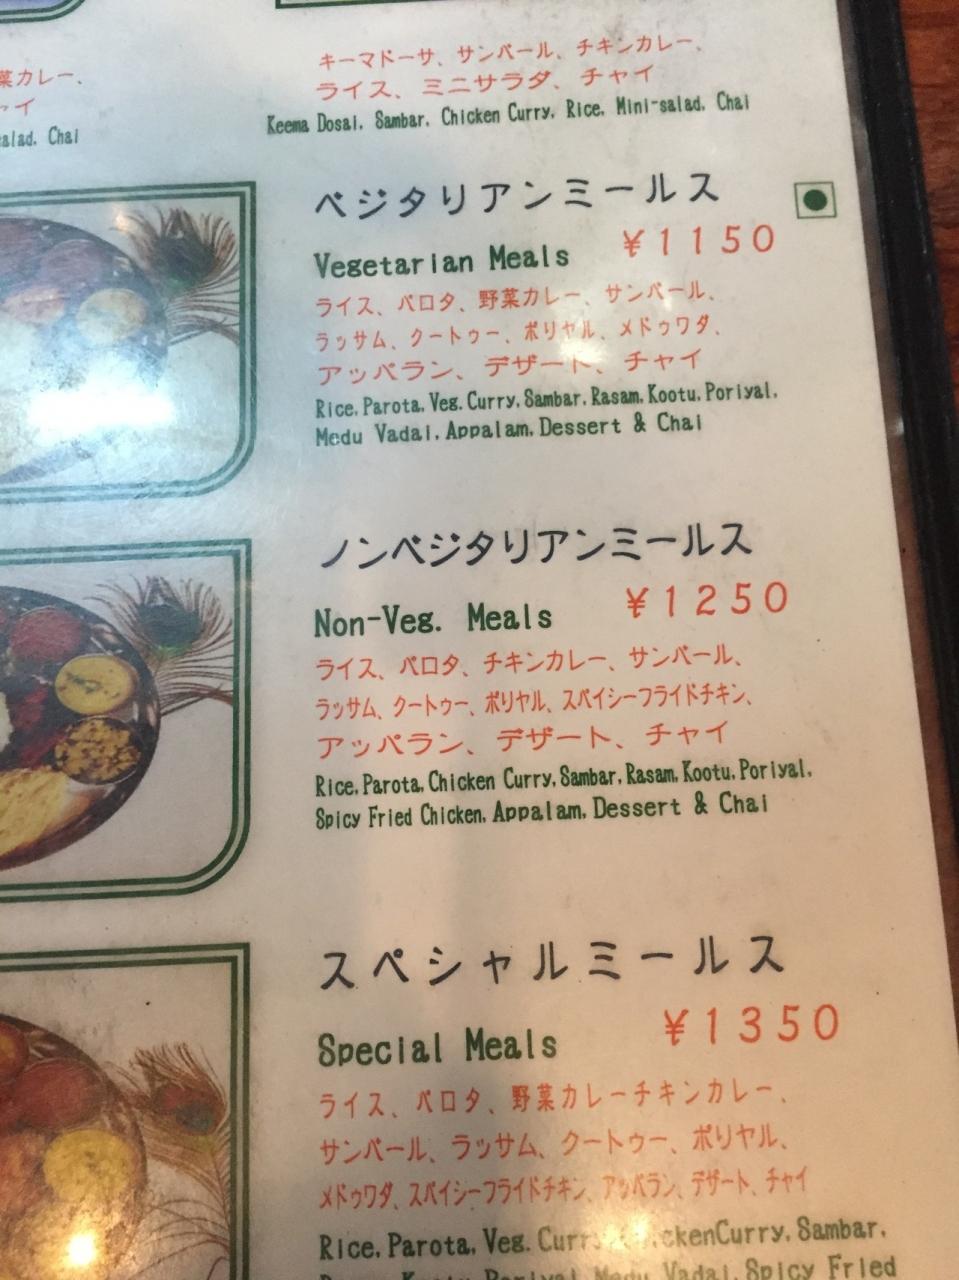 菜カレー、
ャイ
alad, Chai
キーマドーサ、サンバール、チキンカレー、
ライス、ミニサラダ、チャイ
Keema Dosai, Sambar, Chicken Curry, Rice, Mini-salad, Chai
ベジタリアンミールス
Vegetarian Meals ¥1150
ライス、パロタ、野菜カレー、サンバール、
ラッサム、クートゥー、ポリヤル、メドゥワダ、
アッパラン、デザート、チャイ
Rice, Parota, Veg. Curry, Sambar, Rasam, Kootu, Poriyal,
Medu Vadai, Appalam, Dessert & Chai
ノンベジタリアンミールス
Non-Veg. Meals ¥1250
ライス、パロタ、チキンカレー、サンバール、
ラッサム、クートゥー、ポリヤル、スパイシーフライドチキン、
アッパラン、デザート、チャイ
Rice, Parota, Chicken Curry, Sambar, Rasam, Kootu, Poriyal,
Spicy Fried Chicken, Appalam, Dessert & Chai
スペシャルミールス
Special Meals ¥1350
ライス、パロタ、野菜カレーチキンカレー、
サンバール、ラッサム、クートゥー、ポリヤル、
メドゥワダ、スパイシーフライドチキン、アッパラン、デザート、チャイ
Rice, Parota, Veg. Curr ckenCurry, Sambar,
Kootu, Poriyal, Medu Vadai, Spicy Fried